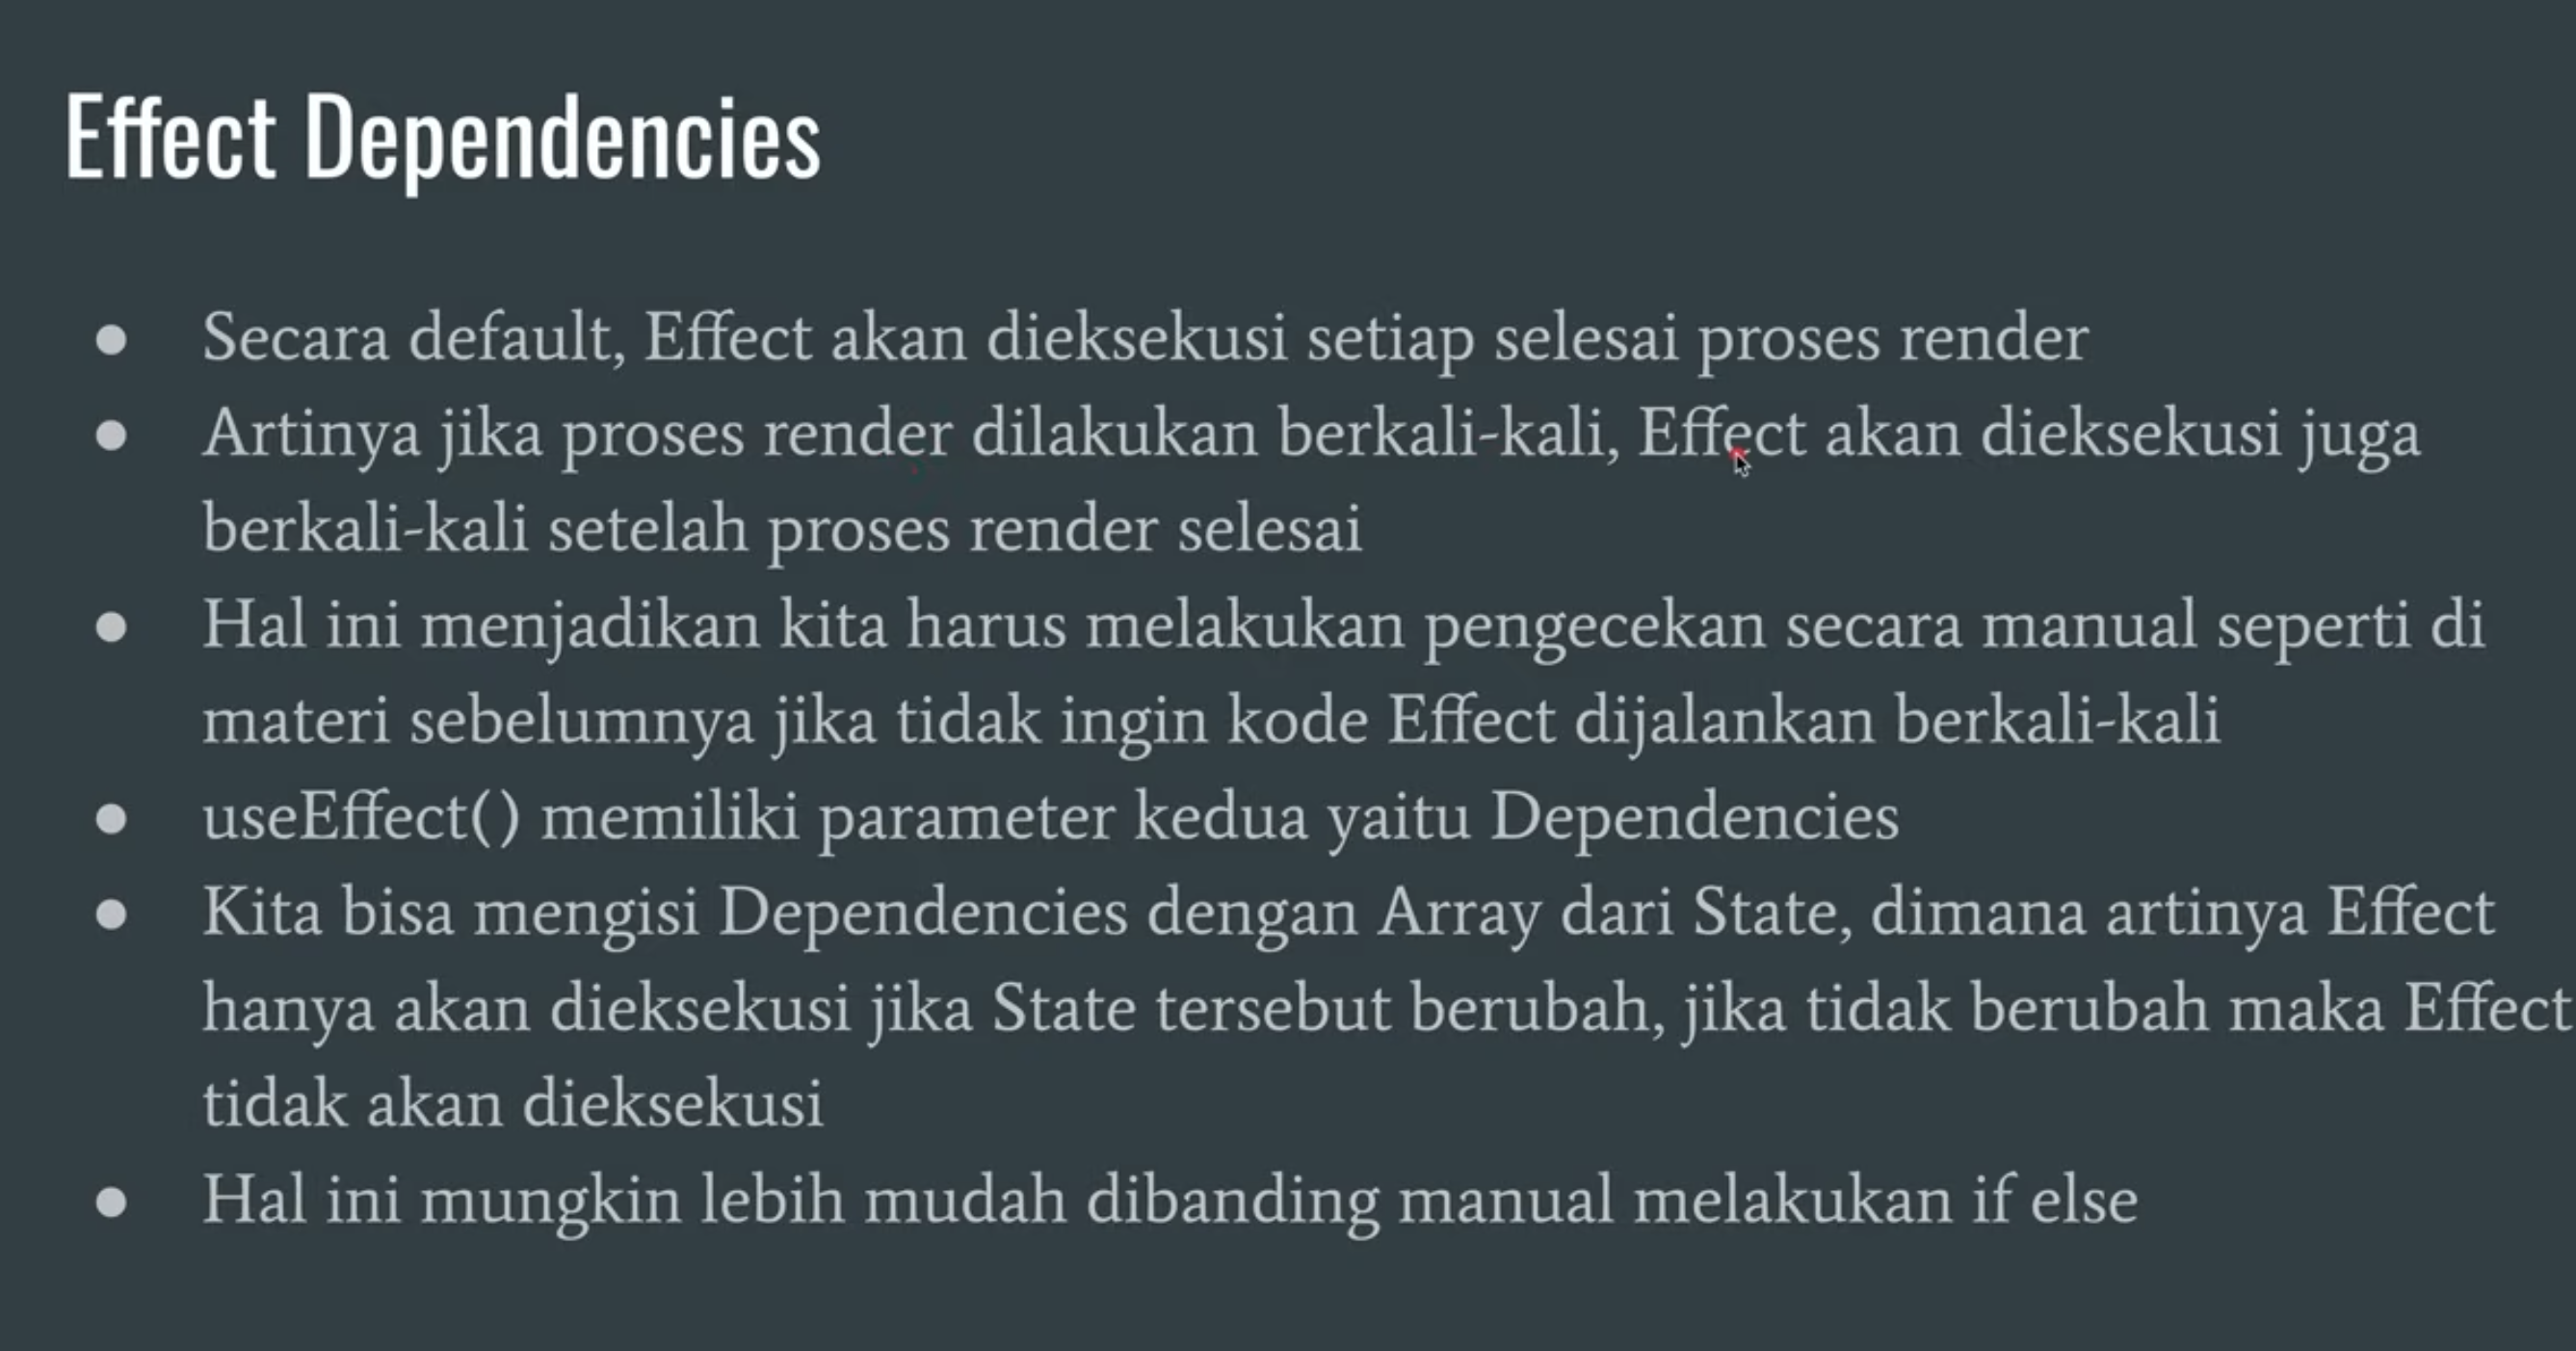 Effect Dependencies
● Secara default, Effect akan dieksekusi setiap selesai proses render
● Artinya jika proses render dilakukan berkali-kali, Effect akan dieksekusi juga
berkali-kali setelah proses render selesai
● Hal ini menjadikan kita harus melakukan pengecekan secara manual seperti di
materi sebelumnya jika tidak ingin kode Effect dijalankan berkali-kali
● useEffect() memiliki parameter kedua yaitu Dependencies
● Kita bisa mengisi Dependencies dengan Array dari State, dimana artinya Effect
hanya akan dieksekusi jika State tersebut berubah, jika tidak berubah maka Effect
tidak akan dieksekusi
● Hal ini mungkin lebih mudah dibanding manual melakukan if else